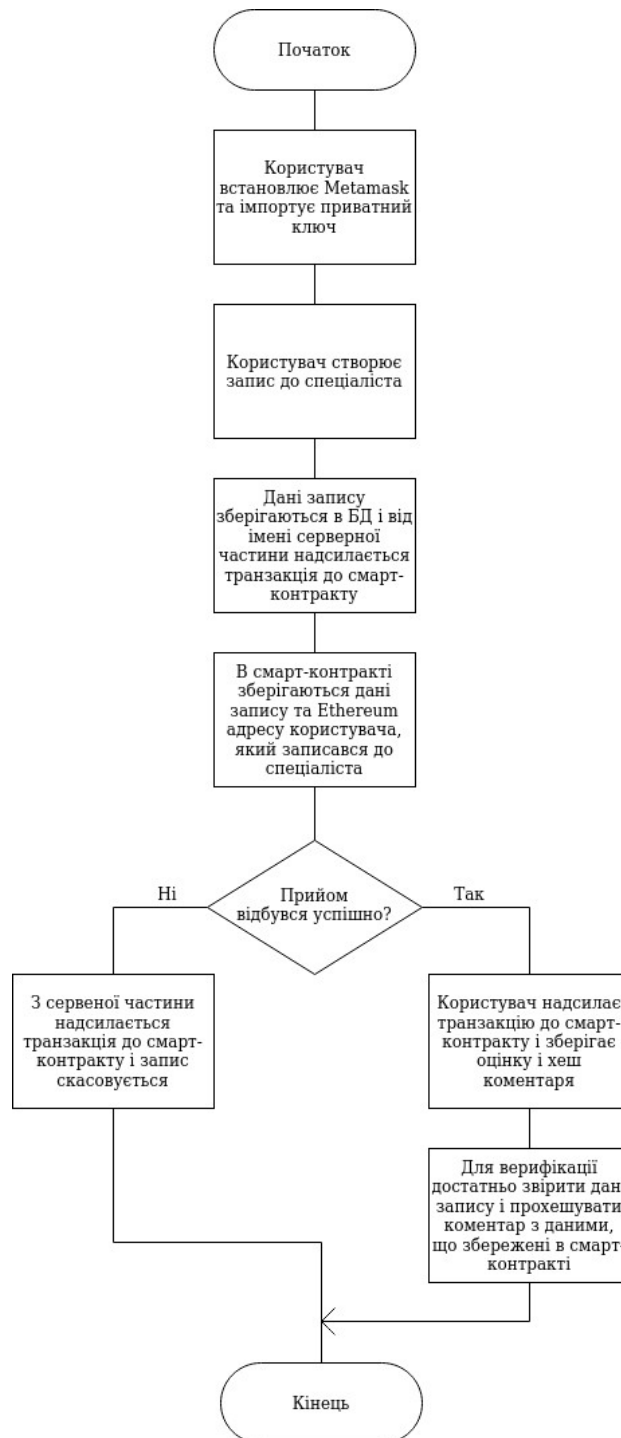 Початок
Користувач
встановлює Metamask
та імпортує приватний
ключ
Користувач створює
запис до спеціаліста
Дані запису
зберігаються в БД і від
імені серверної
частини надсилається
транзакція до смарт-
контракту
В смарт-контракті
зберігаються дані
запису та Ethereum
адресу користувача,
який записався до
спеціаліста
Прийом
відбувся успішно?
Ні
Так
З сервеної частини
надсилається
транзакція до смарт-
контракту і запис
скасовується
Користувач надсилає
транзакцію до смарт-
контракту і зберігає
оцінку і хеш
коментаря
Для верифікації
достатньо звірити дані
запису і прохешувати
коментар з даними,
що збережені в смарт-
контракті
Кінець